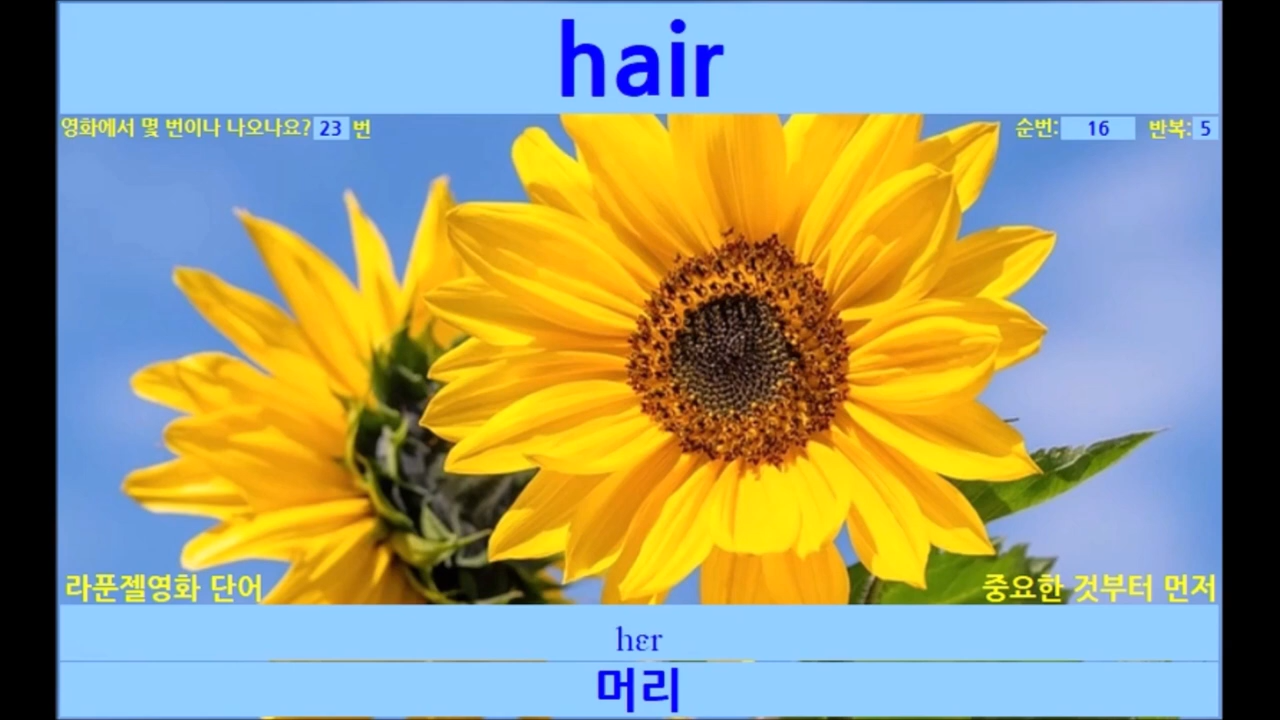 hair
영화에서 몇 번이나 나오나요? 23 번 순번: 16 반복: 5
라푼젤영화 단어 중요한 것부터 먼저
hɛr
머리